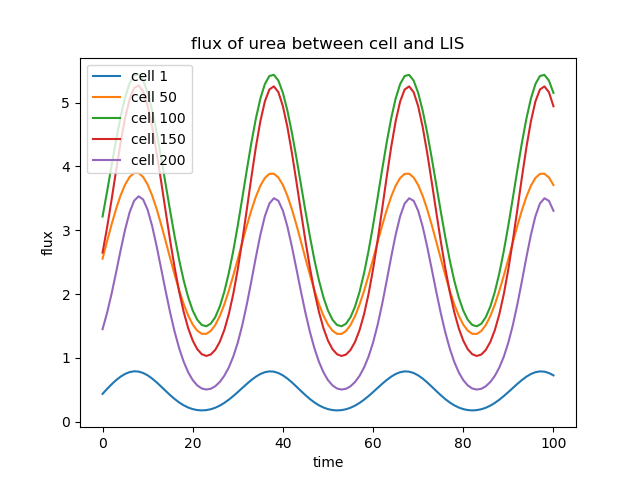 flux of urea between cell and LIS
cell 1
cell 50
cell 100
cell 150
cell 200
flux
5
4
3
2
1
0
0 20 40 60 80 100
time